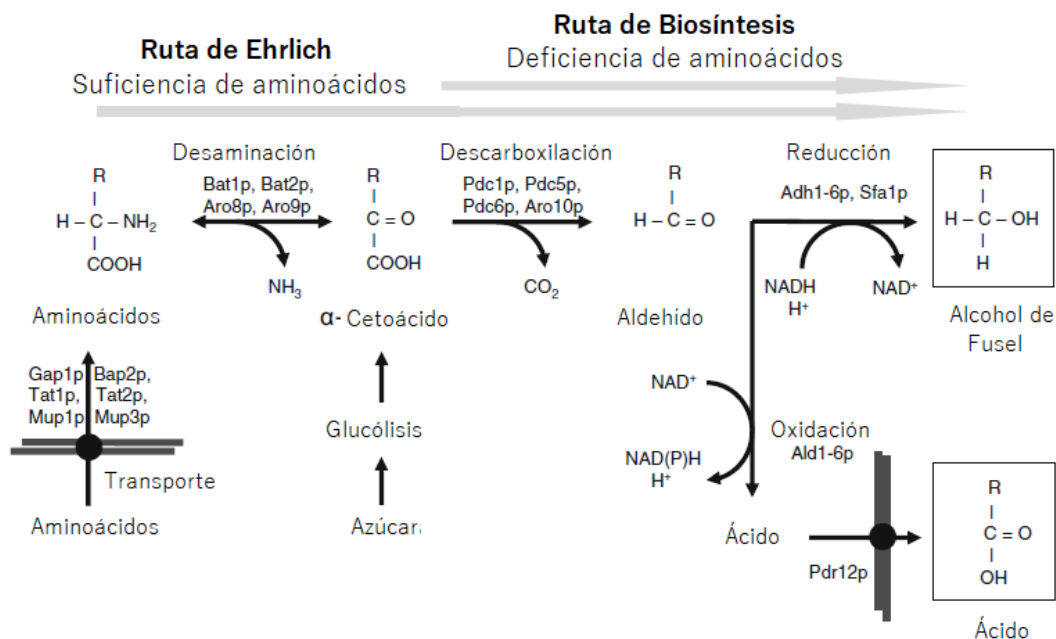 Ruta de Ehrlich
Suficiencia de aminoácidos
Ruta de Biosíntesis
Deficiencia de aminoácidos
Desaminación
Bat1p, Bat2p,
Aro8p, Aro9p
Descarboxilación
Pdc1p, Pdc5p,
Pdc6p, Aro10p
Reducción
Adh1-6p, Sfa1p
R
H – C – NH₂
COOH
R
C = O
COOH
R
H – C = O
R
H – C – OH
H
NH₃
CO₂
NADH
H⁺
NAD⁺
Aminoácidos
α- Cetoácido
Aldehído
Alcohol de
Fusel
Gap1p Bap2p,
Tat1p, Tat2p,
Mup1p Mup3p
Transporte
Aminoácidos
Glucólisis
Azúcar
NAD⁺
NAD(P)H
H⁺
Oxidación
Ald1-6p
Ácido
Pdr12p
R
C = O
OH
Ácido